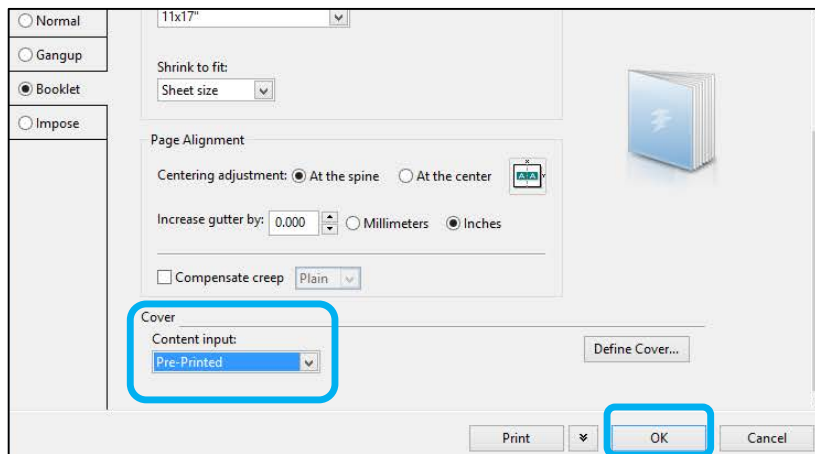 Normal
Gangup
Booklet
Impose
11x17"
Shrink to fit:
Sheet size
Page Alignment
Centering adjustment: At the spine At the center
X
A A Y
Increase gutter by: 0.000 Millimeters Inches
Compensate creep Plain
Cover
Content input:
Pre-Printed
Define Cover...
Print OK Cancel